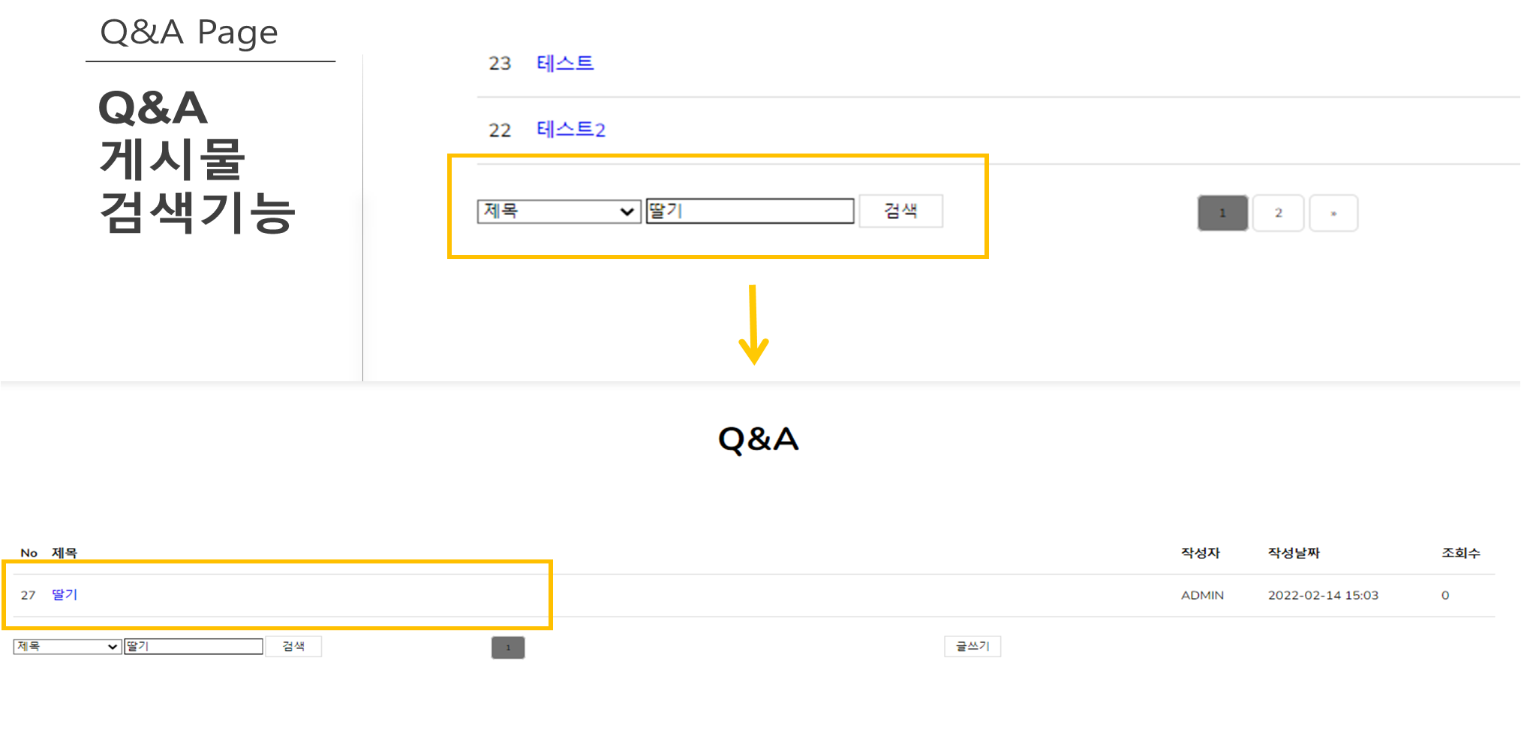 Q&A Page
Q&A
게시물
검색기능
23 테스트
22 테스트2
제목 딸기 검색 1 2 »
Q&A
No 제목 작성자 작성날짜 조회수
27 딸기 ADMIN 2022-02-14 15:03 0
제목 딸기 검색 1 글쓰기